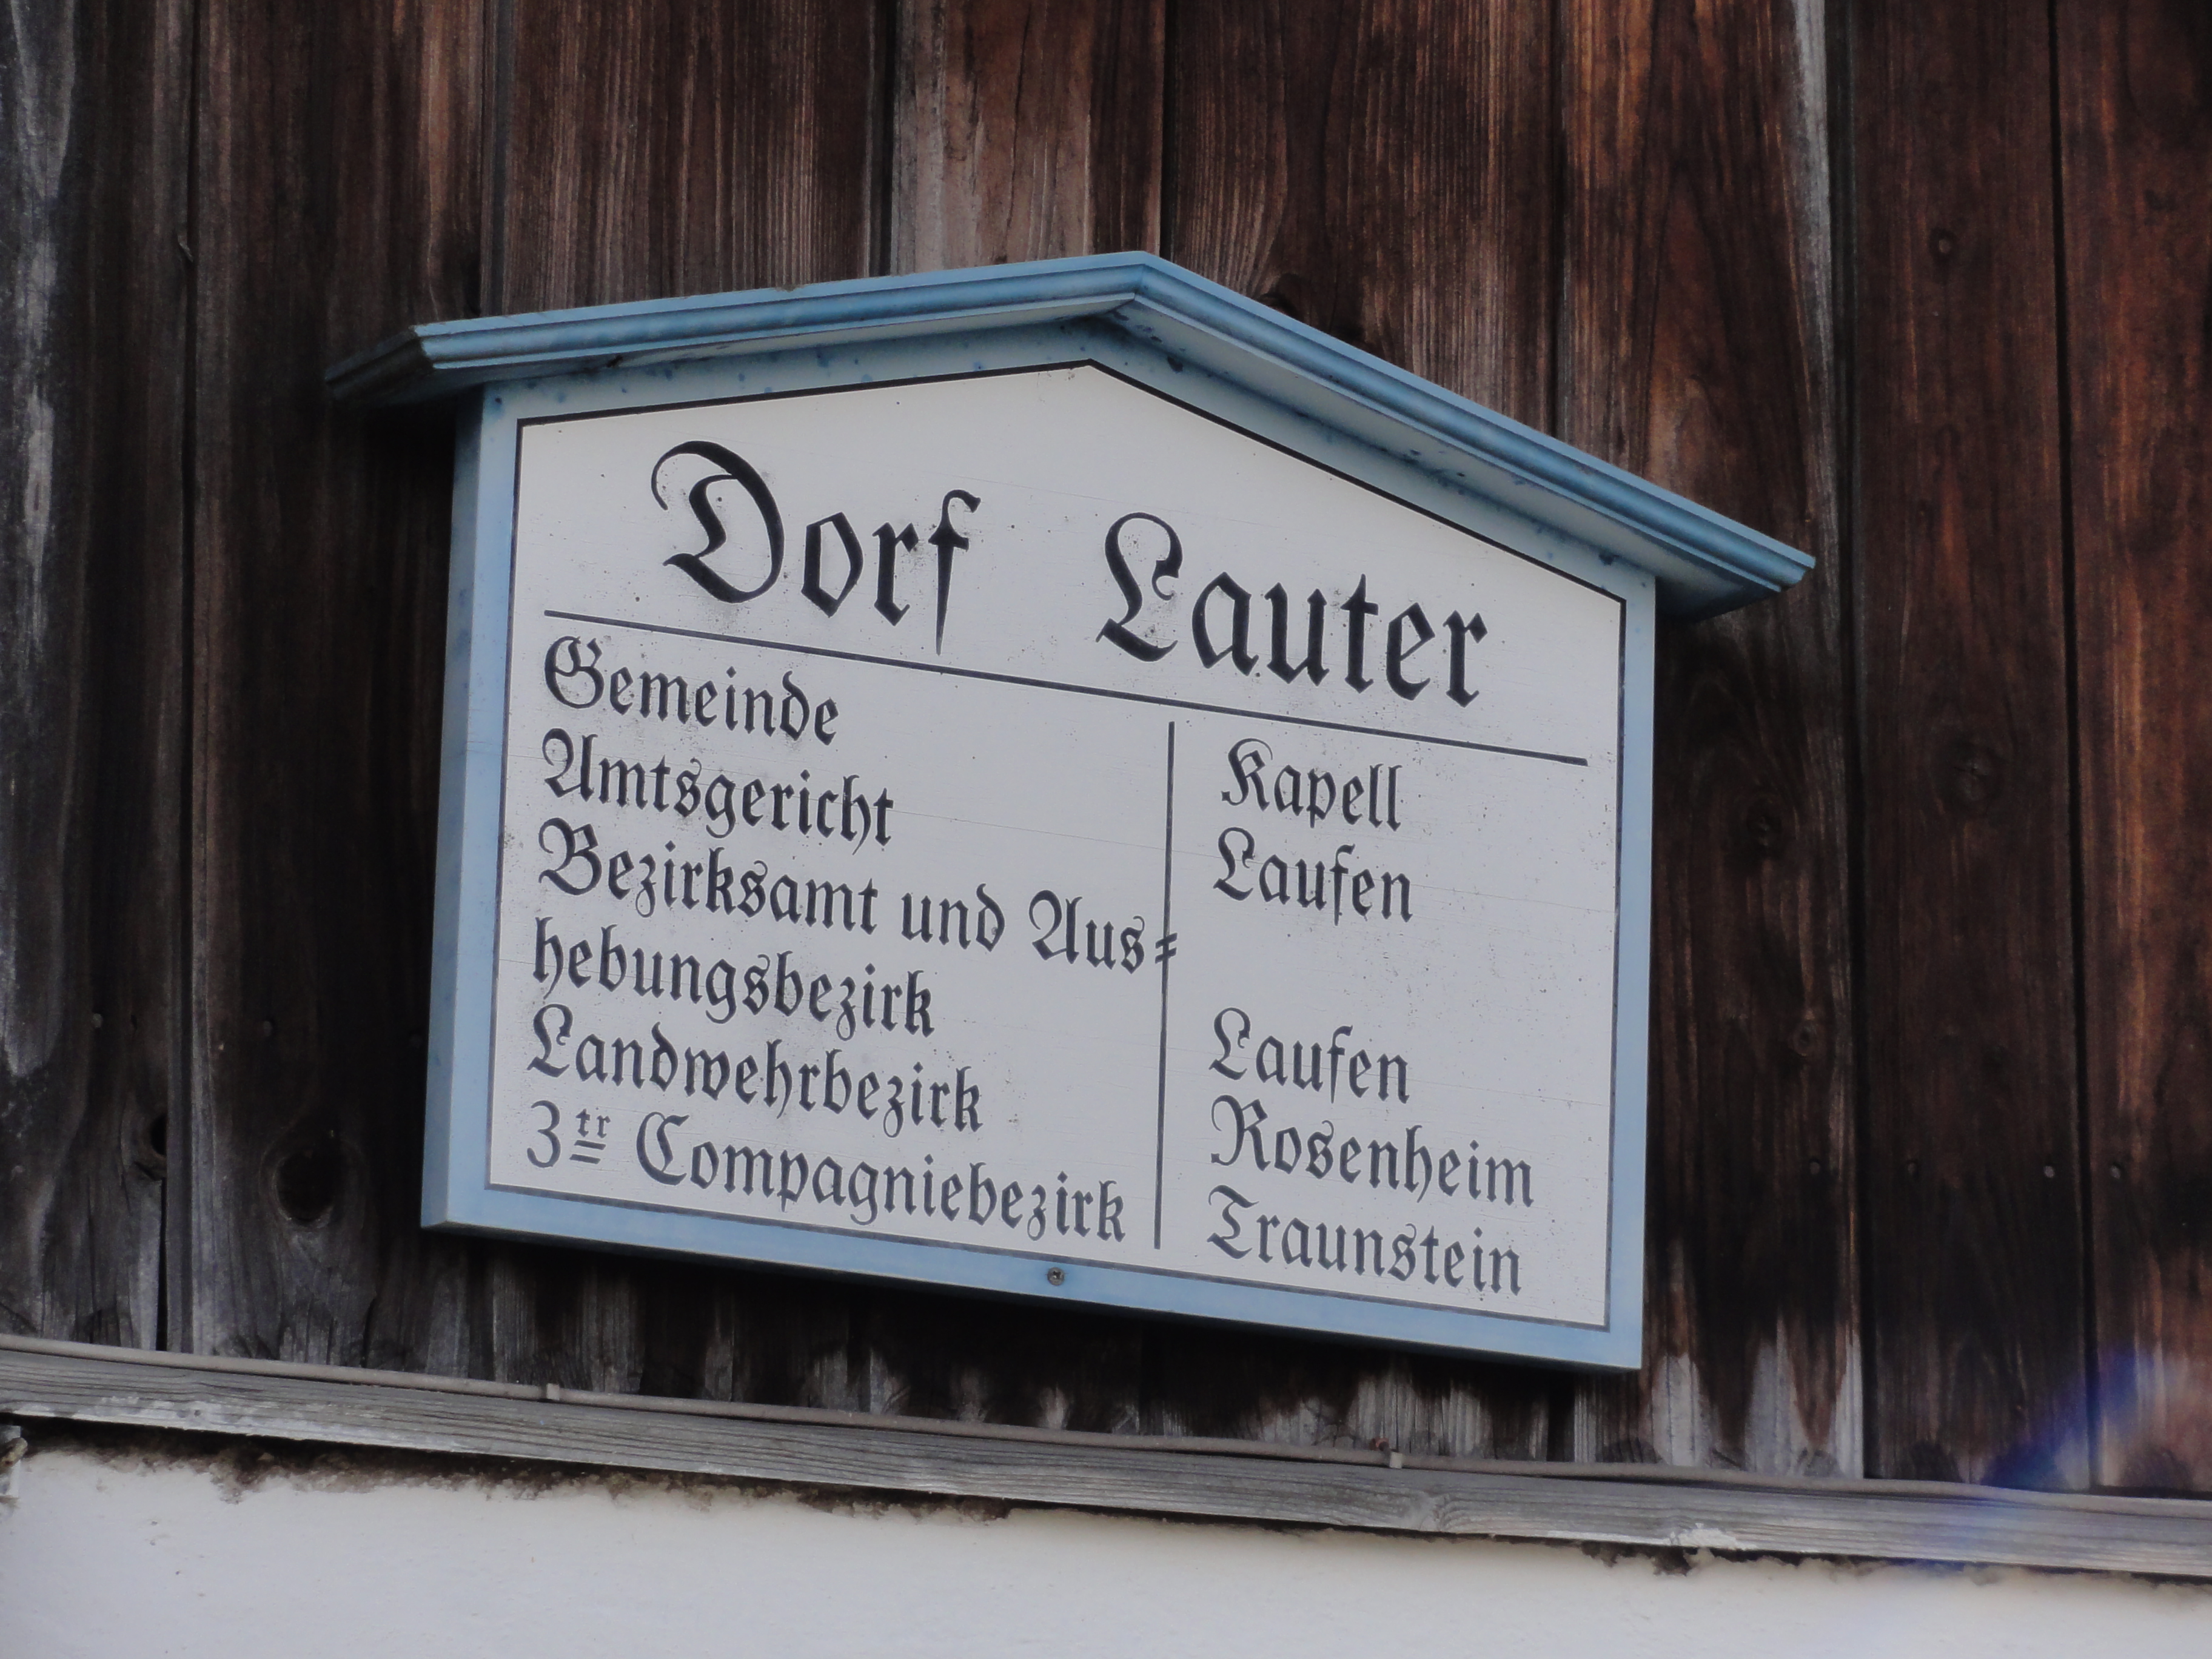 Dorf Lauter
Gemeinde Kapell
Amtsgericht Laufen
Bezirksamt und Aus=
hebungsbezirk Laufen
Landwehrbezirk Rosenheim
3tr Compagniebezirk Traunstein